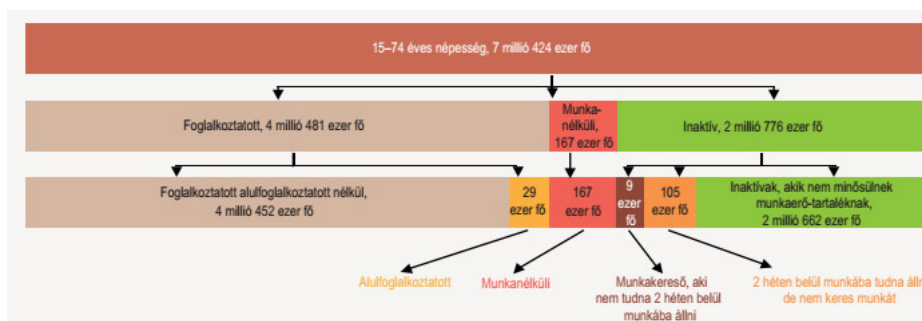 15–74 éves népesség, 7 millió 424 ezer fő
Foglalkoztatott, 4 millió 481 ezer fő
Munka-
nélküli,
167 ezer fő
Inaktív, 2 millió 776 ezer fő
Foglalkoztatott alulfoglalkoztatott nélkül,
4 millió 452 ezer fő
29
ezer fő
167
ezer fő
9
ezer
fő
105
ezer fő
Inaktívak, akik nem minősülnek
munkaerő-tartaléknak,
2 millió 662 ezer fő
Alulfoglalkoztatott
Munkanélküli
Munkakereső, aki
nem tudna 2 héten belül
munkába állni
2 héten belül munkába tudna álln
de nem keres munkát